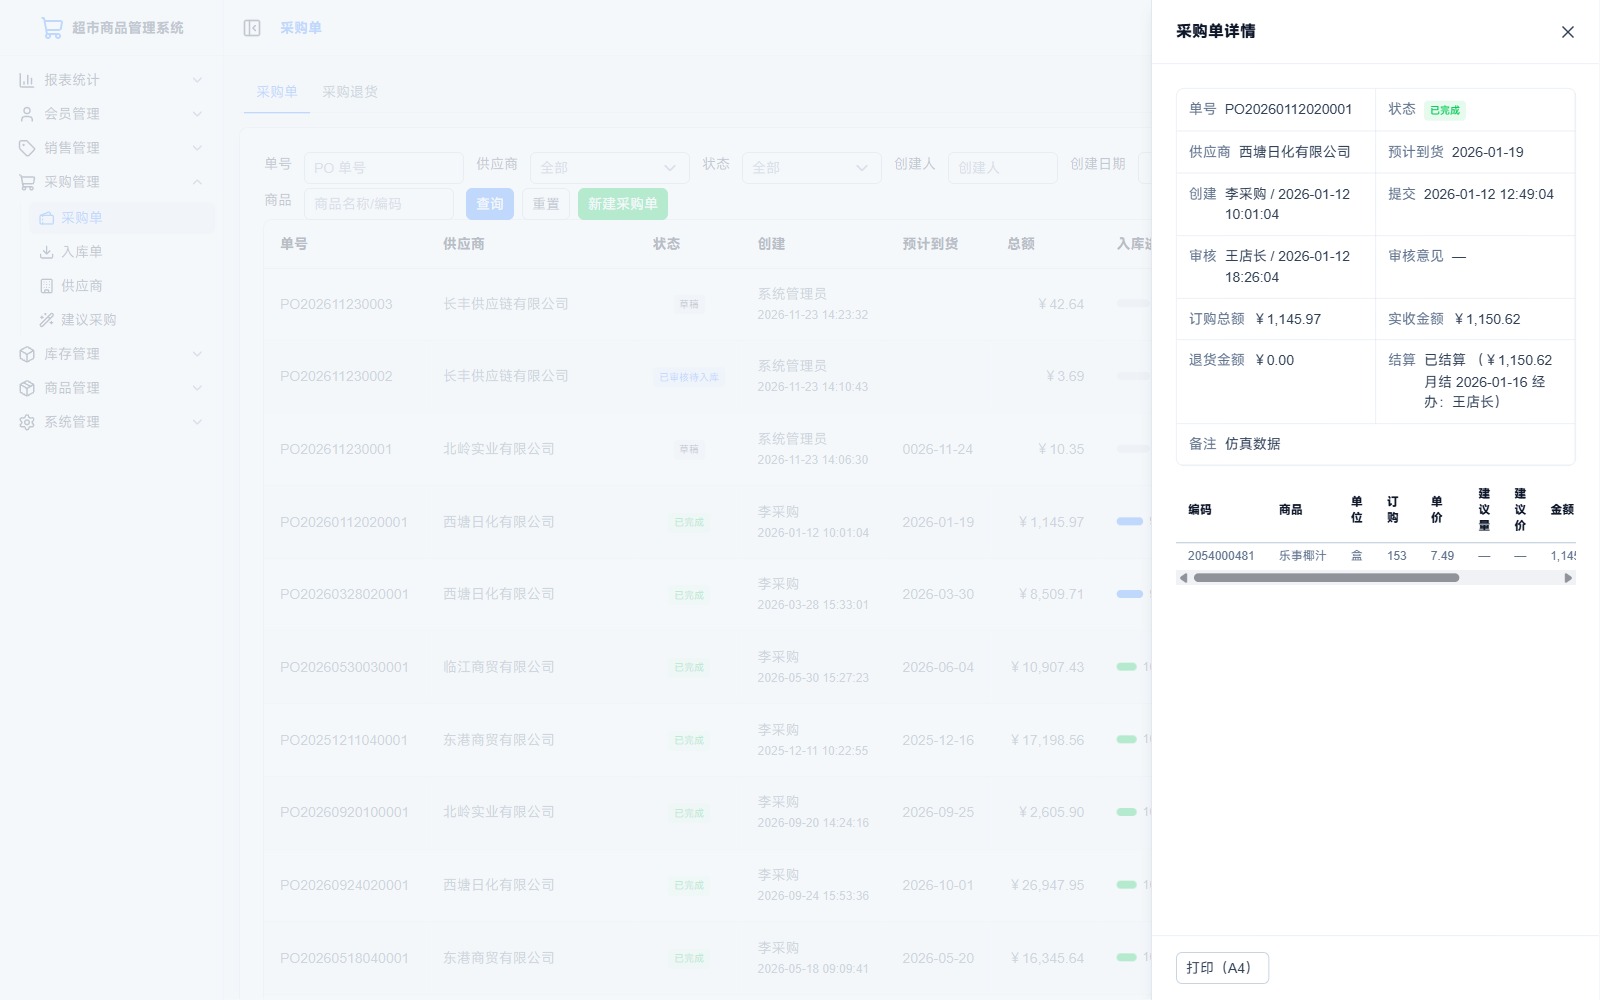 超市商品管理系统
采购单
报表统计
会员管理
销售管理
采购管理
采购单
入库单
供应商
建议采购
库存管理
商品管理
系统管理
采购单 采购退货
单号 PO 单号 供应商 全部 状态 全部 创建人 创建人 创建日期
商品 商品名称/编码 查询 重置 新建采购单
单号 供应商 状态 创建 预计到货 总额
PO202611230003 长丰供应链有限公司 草稿 系统管理员 2026-11-23 14:23:32 ¥ 42.64
PO202611230002 长丰供应链有限公司 已审核待入库 系统管理员 2026-11-23 14:10:43 ¥ 3.69
PO202611230001 北岭实业有限公司 草稿 系统管理员 2026-11-23 14:06:30 0026-11-24 ¥ 10.35
PO20260112020001 西塘日化有限公司 已完成 李采购 2026-01-12 10:01:04 2026-01-19 ¥ 1,145.97
PO20260328020001 西塘日化有限公司 已完成 李采购 2026-03-28 15:33:01 2026-03-30 ¥ 8,509.71
PO20260530030001 临江商贸有限公司 已完成 李采购 2026-05-30 15:27:23 2026-06-04 ¥ 10,907.43
PO20251211040001 东港商贸有限公司 已完成 李采购 2025-12-11 10:22:55 2025-12-16 ¥ 17,198.56
PO20260920100001 北岭实业有限公司 已完成 李采购 2026-09-20 14:24:16 2026-09-25 ¥ 2,605.90
PO20260924020001 西塘日化有限公司 已完成 李采购 2026-09-24 15:53:36 2026-10-01 ¥ 26,947.95
PO20260518040001 东港商贸有限公司 已完成 李采购 2026-05-18 09:09:41 2026-05-20 ¥ 16,345.64
采购单详情
单号 PO20260112020001 状态 已完成
供应商 西塘日化有限公司 预计到货 2026-01-19
创建 李采购 / 2026-01-12 10:01:04 提交 2026-01-12 12:49:04
审核 王店长 / 2026-01-12 18:26:04 审核意见 —
订购总额 ¥ 1,145.97 实收金额 ¥ 1,150.62
退货金额 ¥ 0.00 结算 已结算 (¥ 1,150.62 月结 2026-01-16 经办：王店长)
备注 仿真数据
编码 商品 单位 订购 单价 建议量 建议价 金额
2054000481 乐事椰汁 盒 153 7.49 — —
打印（A4）